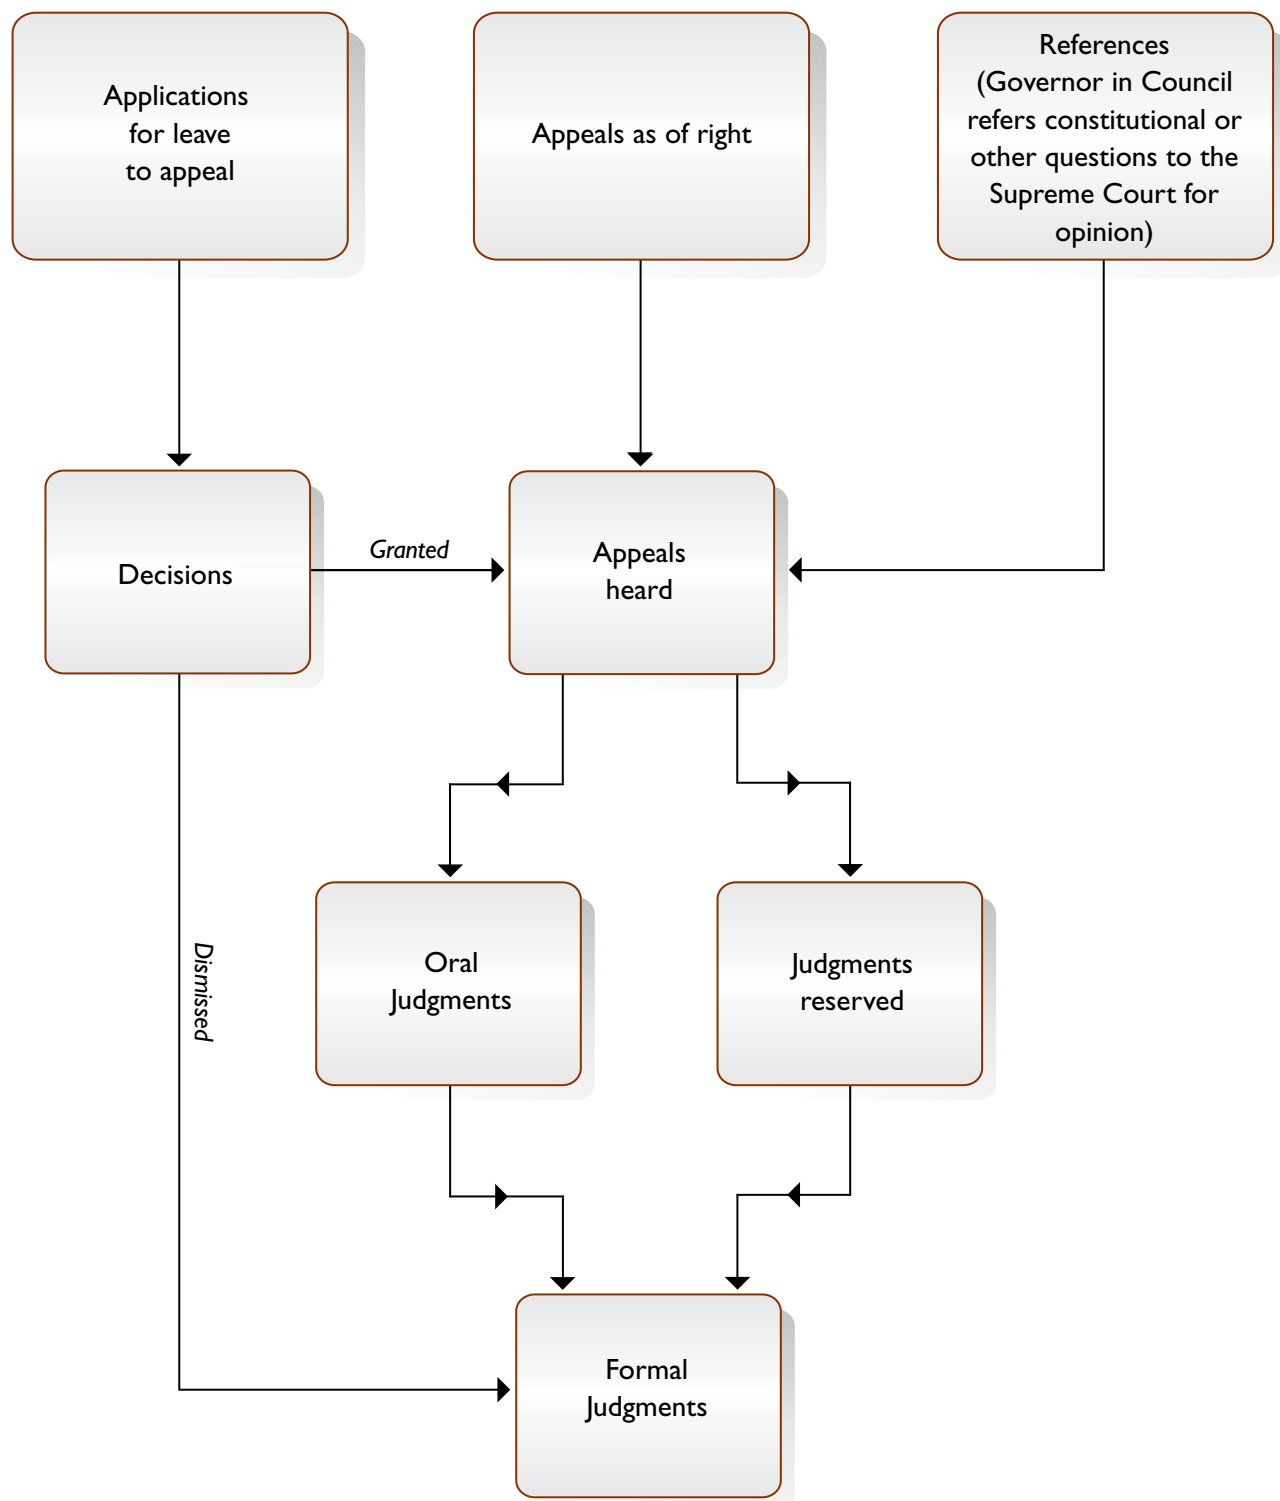 Applications
for leave
to appeal
Appeals as of right
References
(Governor in Council
refers constitutional or
other questions to the
Supreme Court for
opinion)
Decisions
Granted
Appeals
heard
Dismissed
Oral
Judgments
Judgments
reserved
Formal
Judgments